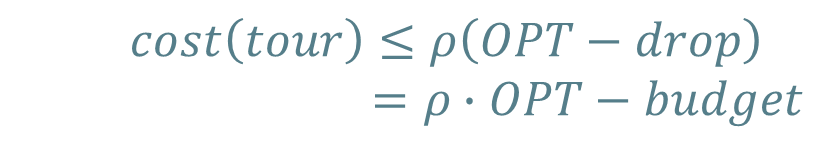 cost(tour) ≤ ρ(OPT − drop)
= ρ · OPT − budget